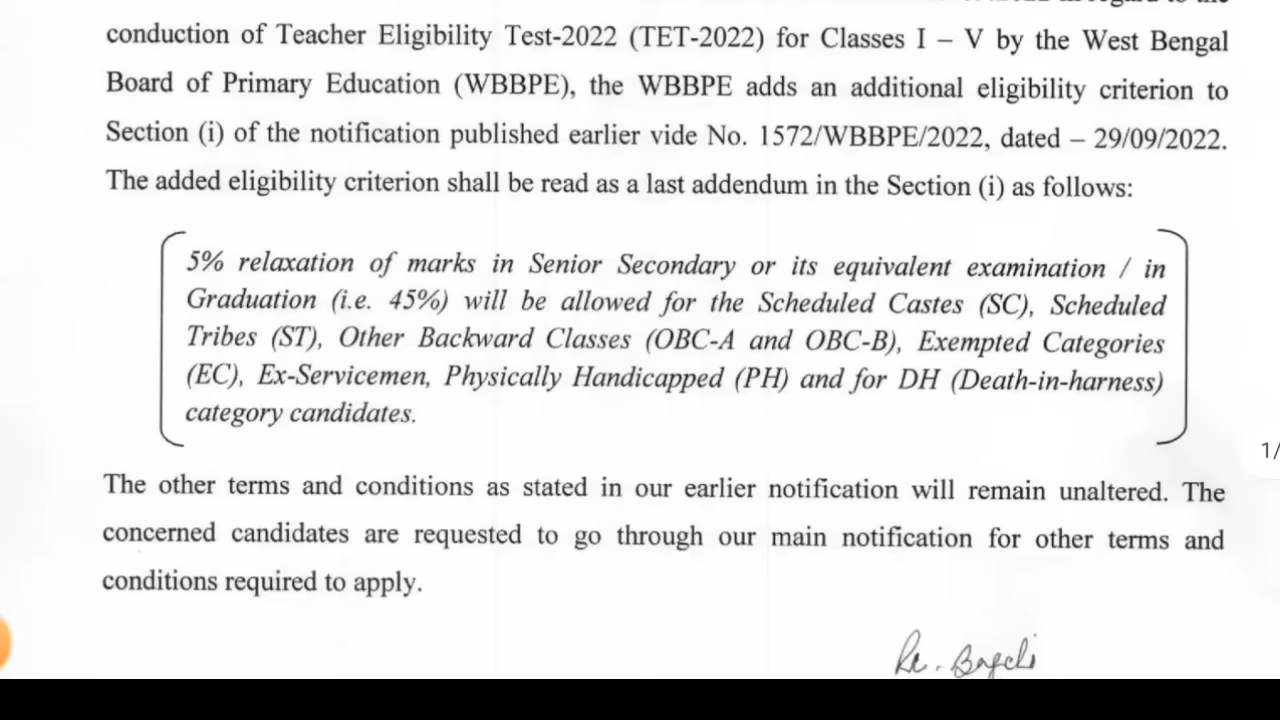 conduction of Teacher Eligibility Test-2022 (TET-2022) for Classes I – V by the West Bengal
Board of Primary Education (WBBPE), the WBBPE adds an additional eligibility criterion to
Section (i) of the notification published earlier vide No. 1572/WBBPE/2022, dated – 29/09/2022.
The added eligibility criterion shall be read as a last addendum in the Section (i) as follows:
5% relaxation of marks in Senior Secondary or its equivalent examination / in
Graduation (i.e. 45%) will be allowed for the Scheduled Castes (SC), Scheduled
Tribes (ST), Other Backward Classes (OBC-A and OBC-B), Exempted Categories
(EC), Ex-Servicemen, Physically Handicapped (PH) and for DH (Death-in-harness)
category candidates.
1/
The other terms and conditions as stated in our earlier notification will remain unaltered. The
concerned candidates are requested to go through our main notification for other terms and
conditions required to apply.